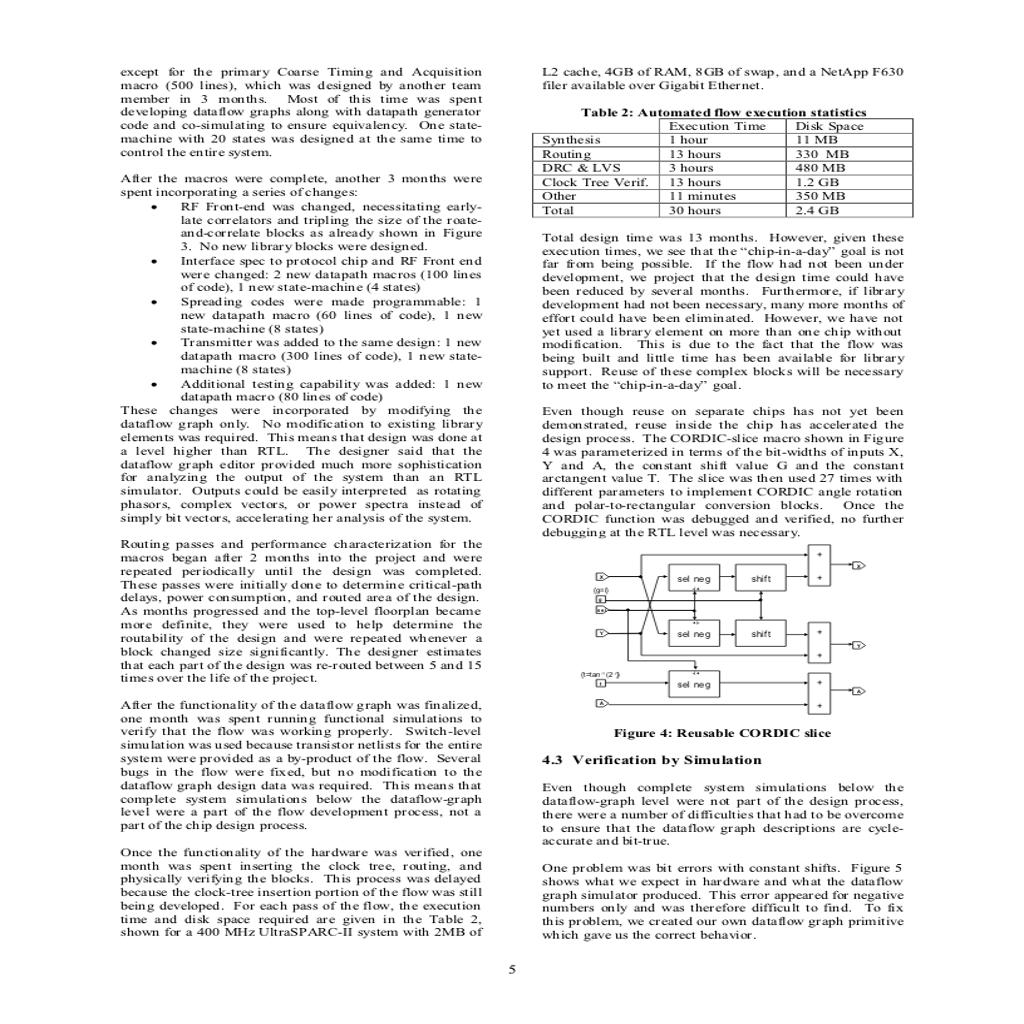 except for the primary Coarse Timing and Acquisition
macro (500 lines), which was designed by another team
member in 3 months. Most of this time was spent
developing dataflow graphs along with datapath generator
code and co-simulating to ensure equivalency. One state-
machine with 20 states was designed at the same time to
control the entire system.
After the macros were complete, another 3 months were
spent incorporating a series of changes:
• RF Front-end was changed, necessitating early-
late correlators and tripling the size of the roate-
and-correlate blocks as already shown in Figure
3. No new library blocks were designed.
• Interface spec to protocol chip and RF Front end
were changed: 2 new datapath macros (100 lines
of code), 1 new state-machine (4 states)
• Spreading codes were made programmable: 1
new datapath macro (60 lines of code), 1 new
state-machine (8 states)
• Transmitter was added to the same design: 1 new
datapath macro (300 lines of code), 1 new state-
machine (8 states)
• Additional testing capability was added: 1 new
datapath macro (80 lines of code)
These changes were incorporated by modifying the
dataflow graph only. No modification to existing library
elements was required. This means that design was done at
a level higher than RTL. The designer said that the
dataflow graph editor provided much more sophistication
for analyzing the output of the system than an RTL
simulator. Outputs could be easily interpreted as rotating
phasors, complex vectors, or power spectra instead of
simply bit vectors, accelerating her analysis of the system.
Routing passes and performance characterization for the
macros began after 2 months into the project and were
repeated periodically until the design was completed.
These passes were initially done to determine critical-path
delays, power consumption, and routed area of the design.
As months progressed and the top-level floorplan became
more definite, they were used to help determine the
routability of the design and were repeated whenever a
block changed size significantly. The designer estimates
that each part of the design was re-routed between 5 and 15
times over the life of the project.
After the functionality of the dataflow graph was finalized,
one month was spent running functional simulations to
verify that the flow was working properly. Switch-level
simulation was used because transistor netlists for the entire
system were provided as a by-product of the flow. Several
bugs in the flow were fixed, but no modification to the
dataflow graph design data was required. This means that
complete system simulations below the dataflow-graph
level were a part of the flow development process, not a
part of the chip design process.
Once the functionality of the hardware was verified, one
month was spent inserting the clock tree, routing, and
physically verifying the blocks. This process was delayed
because the clock-tree insertion portion of the flow was still
being developed. For each pass of the flow, the execution
time and disk space required are given in the Table 2,
shown for a 400 MHz UltraSPARC-II system with 2MB of
L2 cache, 4GB of RAM, 8GB of swap, and a NetApp F630
filer available over Gigabit Ethernet.
Table 2: Automated flow execution statistics
Execution Time Disk Space
Synthesis 1 hour 11 MB
Routing 13 hours 330 MB
DRC & LVS 3 hours 480 MB
Clock Tree Verif. 13 hours 1.2 GB
Other 11 minutes 350 MB
Total 30 hours 2.4 GB
Total design time was 13 months. However, given these
execution times, we see that the “chip-in-a-day” goal is not
far from being possible. If the flow had not been under
development, we project that the design time could have
been reduced by several months. Furthermore, if library
development had not been necessary, many more months of
effort could have been eliminated. However, we have not
yet used a library element on more than one chip without
modification. This is due to the fact that the flow was
being built and little time has been available for library
support. Reuse of these complex blocks will be necessary
to meet the “chip-in-a-day” goal.
Even though reuse on separate chips has not yet been
demonstrated, reuse inside the chip has accelerated the
design process. The CORDIC-slice macro shown in Figure
4 was parameterized in terms of the bit-widths of inputs X,
Y and A, the constant shift value G and the constant
arctangent value T. The slice was then used 27 times with
different parameters to implement CORDIC angle rotation
and polar-to-rectangular conversion blocks. Once the
CORDIC function was debugged and verified, no further
debugging at the RTL level was necessary.
+
X
X
sel neg shift +
(g=i)
g
Y
sel neg shift +
Y
+
t
sel neg +
A
A
+
Figure 4: Reusable CORDIC slice
4.3 Verification by Simulation
Even though complete system simulations below the
dataflow-graph level were not part of the design process,
there were a number of difficulties that had to be overcome
to ensure that the dataflow graph descriptions are cycle-
accurate and bit-true.
One problem was bit errors with constant shifts. Figure 5
shows what we expect in hardware and what the dataflow
graph simulator produced. This error appeared for negative
numbers only and was therefore difficult to find. To fix
this problem, we created our own dataflow graph primitive
which gave us the correct behavior.
5